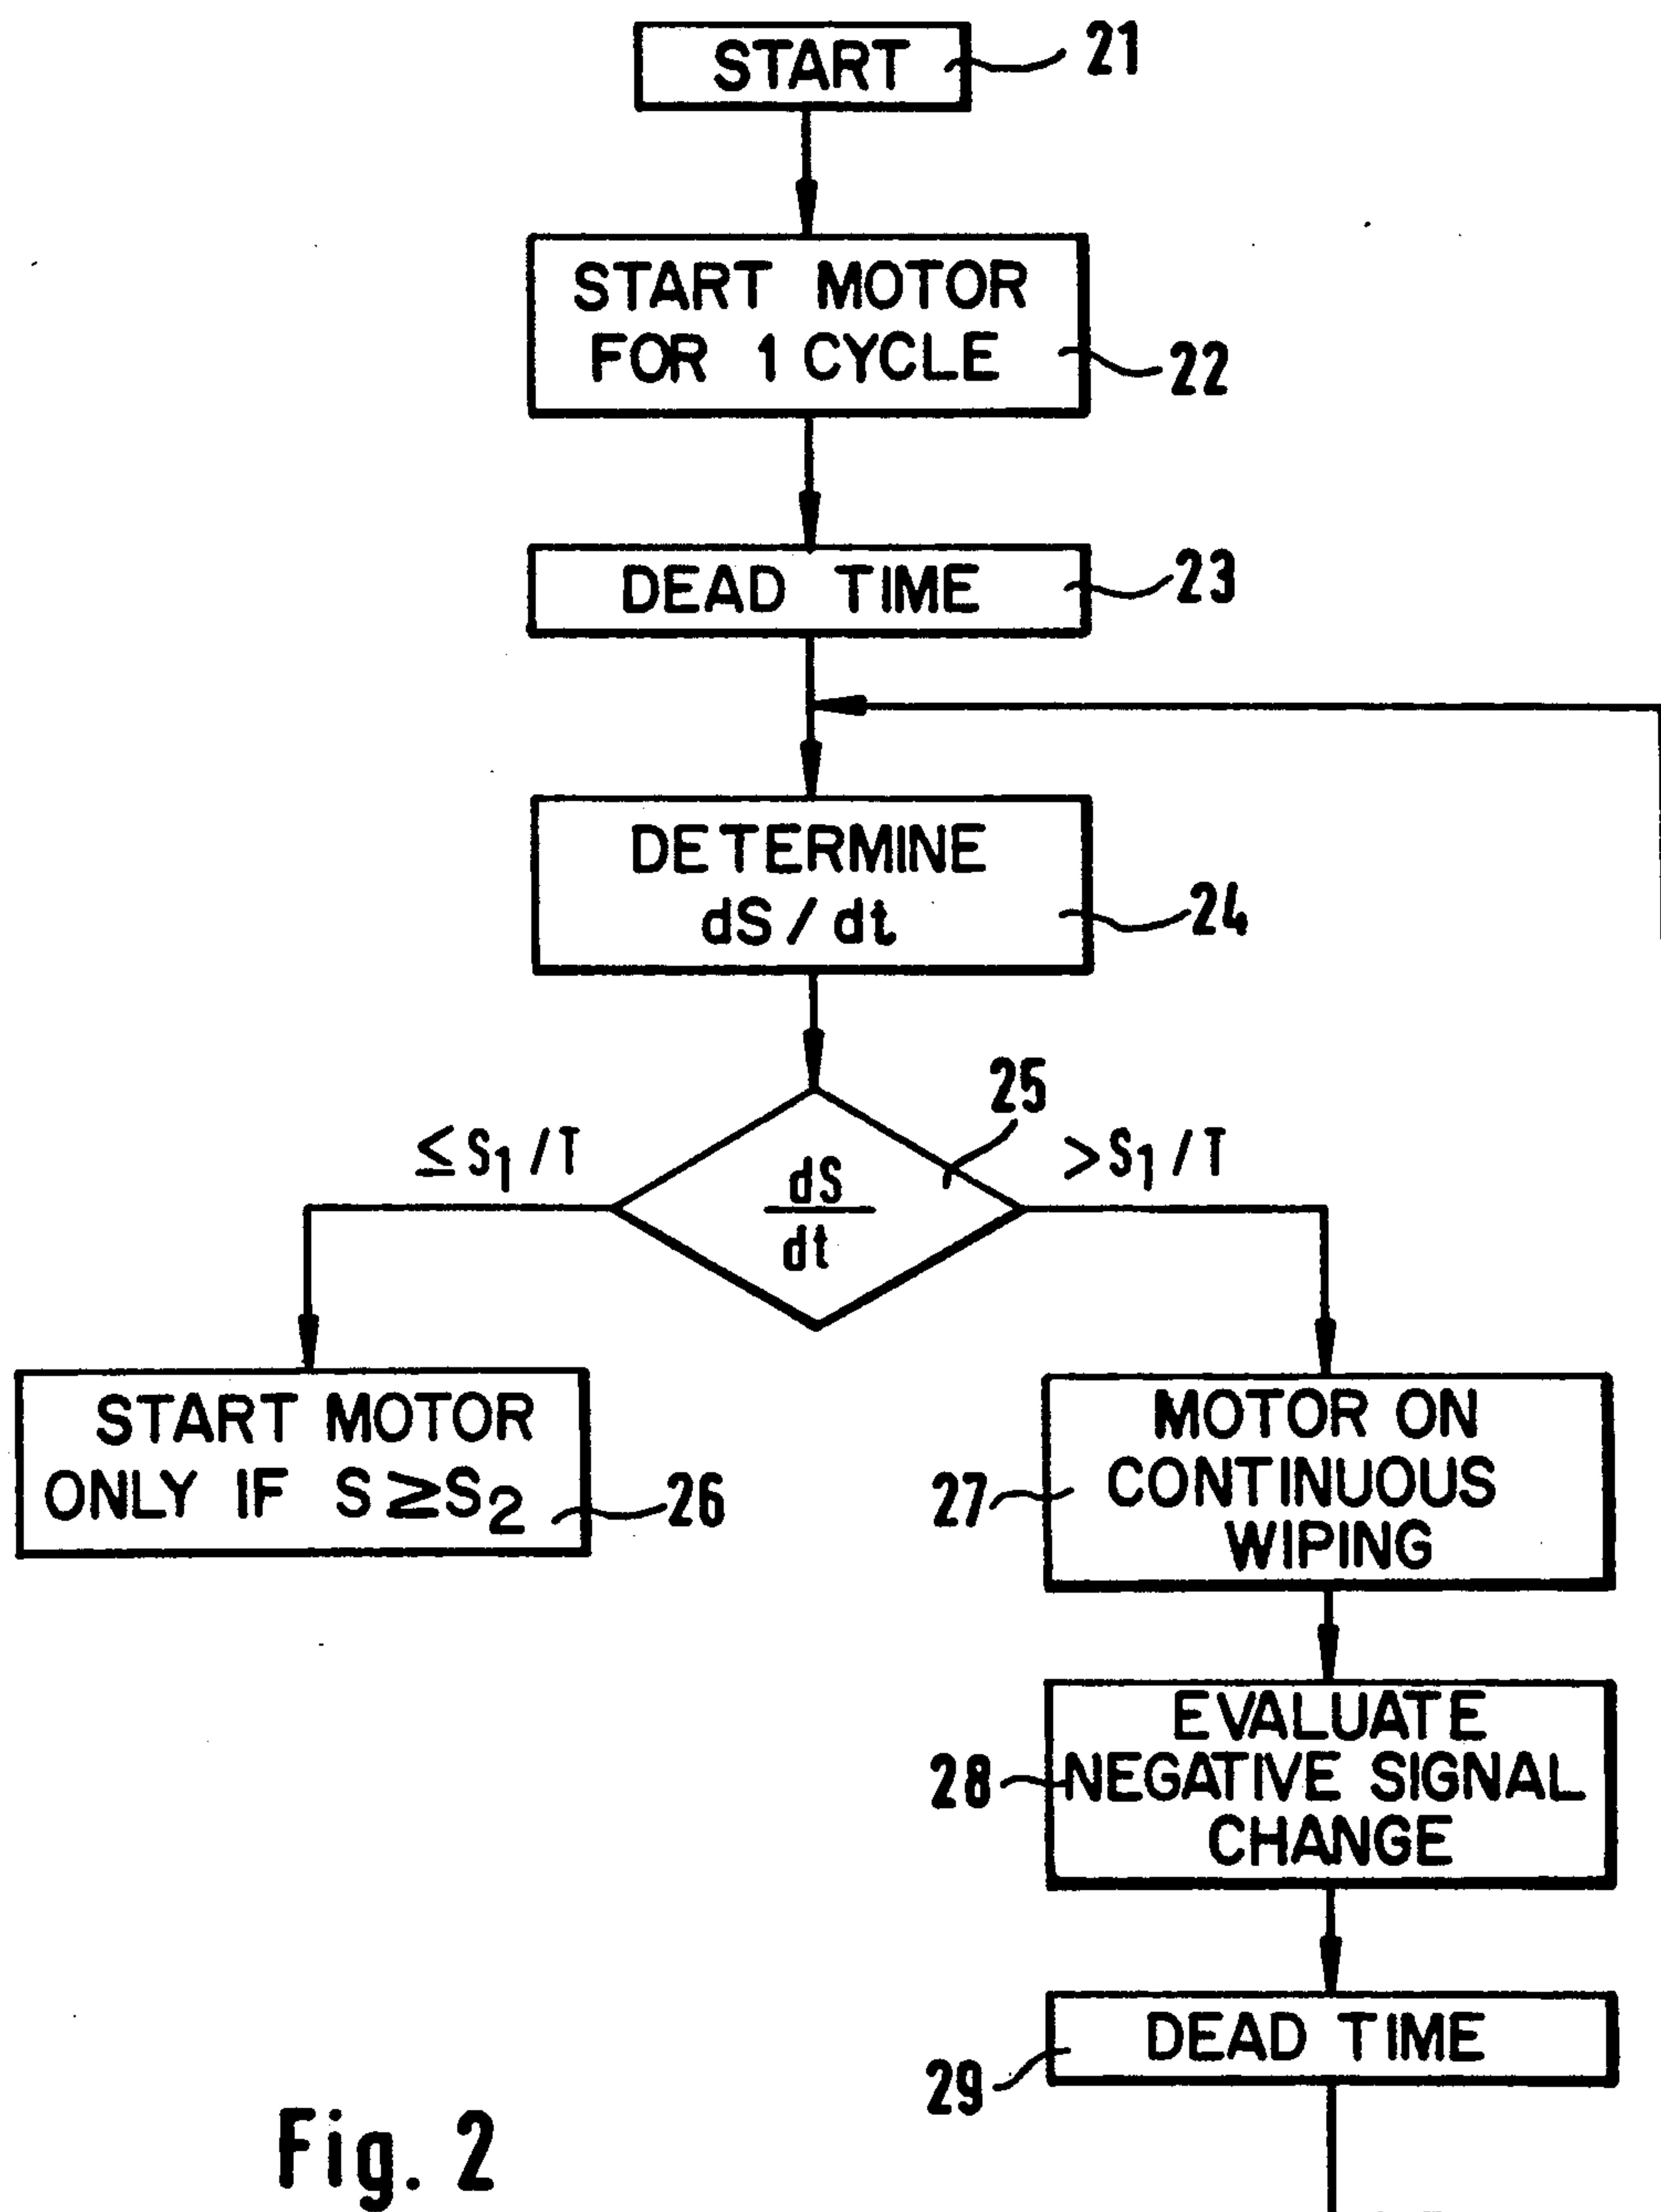 START
21
START MOTOR
FOR 1 CYCLE
22
DEAD TIME
23
DETERMINE
dS / dt
24
25
≤ S1 / T
dS
dt
> S1 / T
START MOTOR
ONLY IF S ≥ S2
26
27
MOTOR ON
CONTINUOUS
WIPING
28
EVALUATE
NEGATIVE SIGNAL
CHANGE
DEAD TIME
29
Fig. 2